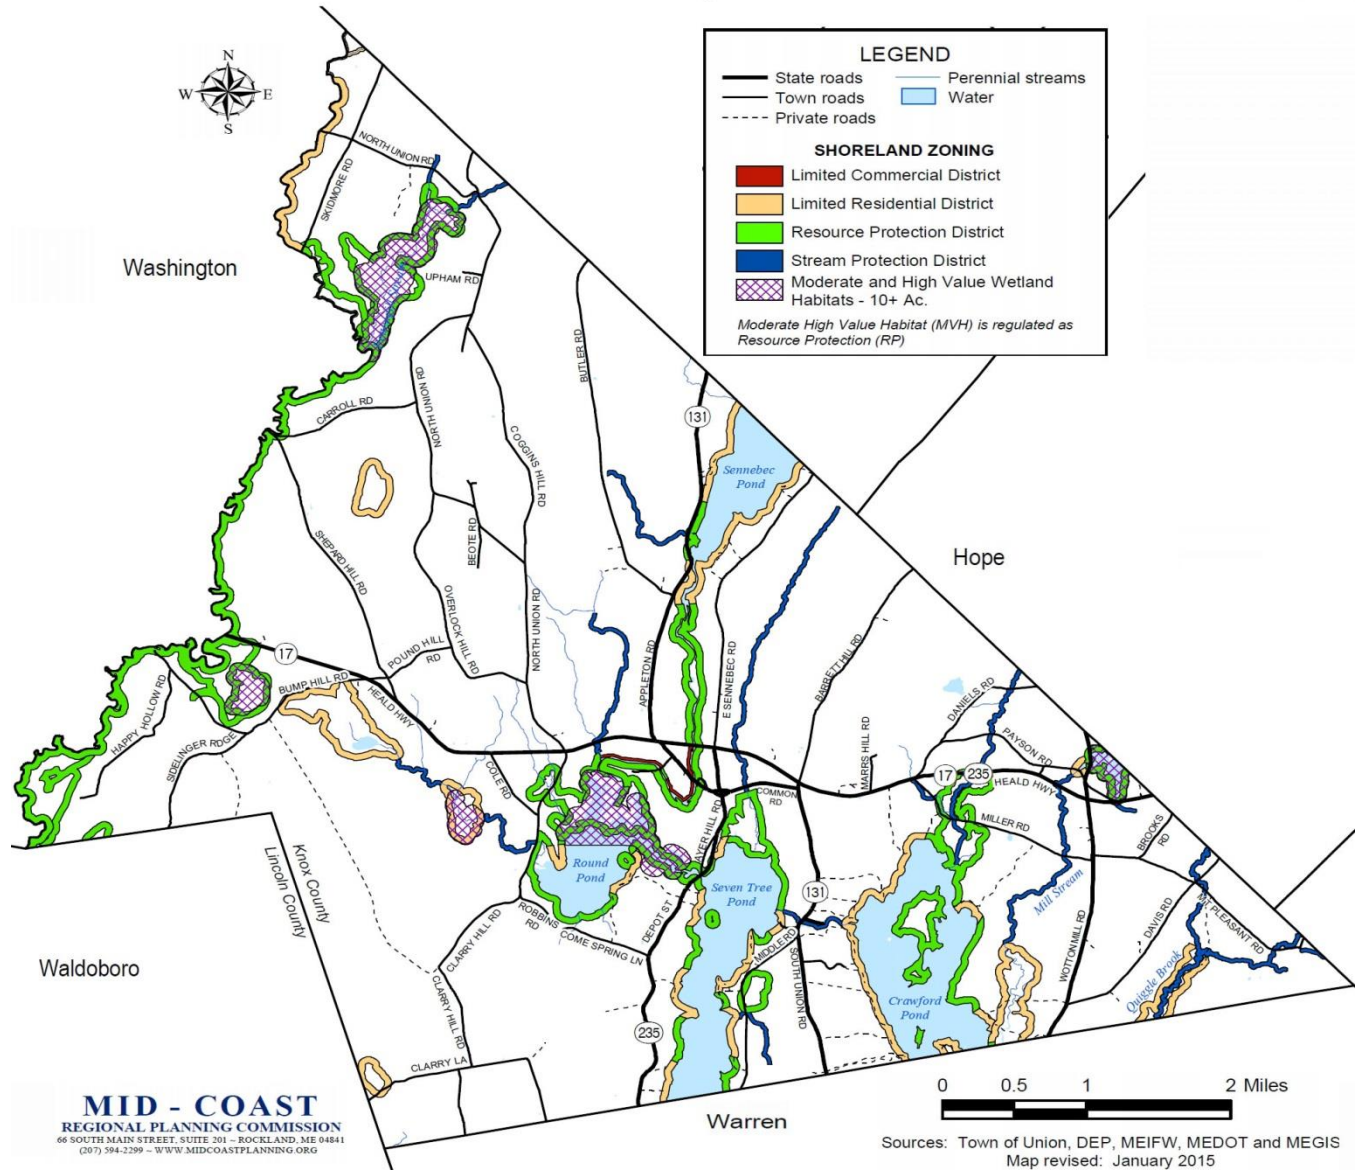 N
W E
S
LEGEND
State roads
Perennial streams
Town roads
Water
Private roads
SHORELAND ZONING
Limited Commercial District
Limited Residential District
Resource Protection District
Stream Protection District
Moderate and High Value Wetland
Habitats - 10+ Ac.
Moderate High Value Habitat (MVH) is regulated as
Resource Protection (RP)
NORTH UNION RD
SKIDMORE RD
Washington
UPHAM RD
BUTLER RD
CARROLL RD
NORTH UNION RD
COGGINS HILL RD
131
Sennebec
Pond
Hope
SHEPARD HILL RD
BEOTE RD
OVERLOCK HILL RD
NORTH UNION RD
POUND HILL
RD
17
BUMP HILL RD
HEALD HWY
HAPPY HOLLOW RD
SIDELINGER RDGE
APPLETON RD
E SENNEBEC RD
BARRETT HILL RD
DANIELS RD
PAYSON RD
MARRS HILL RD
17
235
HEALD HWY
COLE RD
COMMON
RD
MILLER RD
BROOKS
RD
AYER HILL RD
Round
Pond
Seven Tree
Pond
131
Mill Stream
DAVIS RD
MT. PLEASANT RD
Knox County
Lincoln County
ROBBINS
RD
COME SPRING LN
DEPOT ST
CLARRY HILL RD
MIDDLE RD
SOUTH UNION RD
WOTTON MILL RD
Quiggle Brook
Crawford
Pond
Waldoboro
CLARRY HILL RD
235
CLARRY LA
Warren
0 0.5 1 2 Miles
MID - COAST
REGIONAL PLANNING COMMISSION
66 SOUTH MAIN STREET, SUITE 201 ~ ROCKLAND, ME 04841
(207) 594-2299 ~ WWW.MIDCOASTPLANNING.ORG
Sources: Town of Union, DEP, MEIFW, MEDOT and MEGIS
Map revised: January 2015